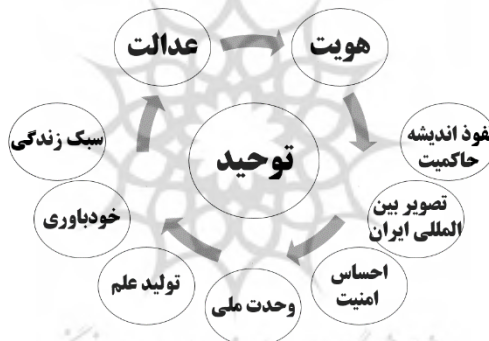 هویت
عدالت
توحید
نفوذ اندیشه
حاکمیت
تصویر بین
المللی ایران
احساس
امنیت
وحدت ملی
تولید علم
خودباوری
سبک زندگی